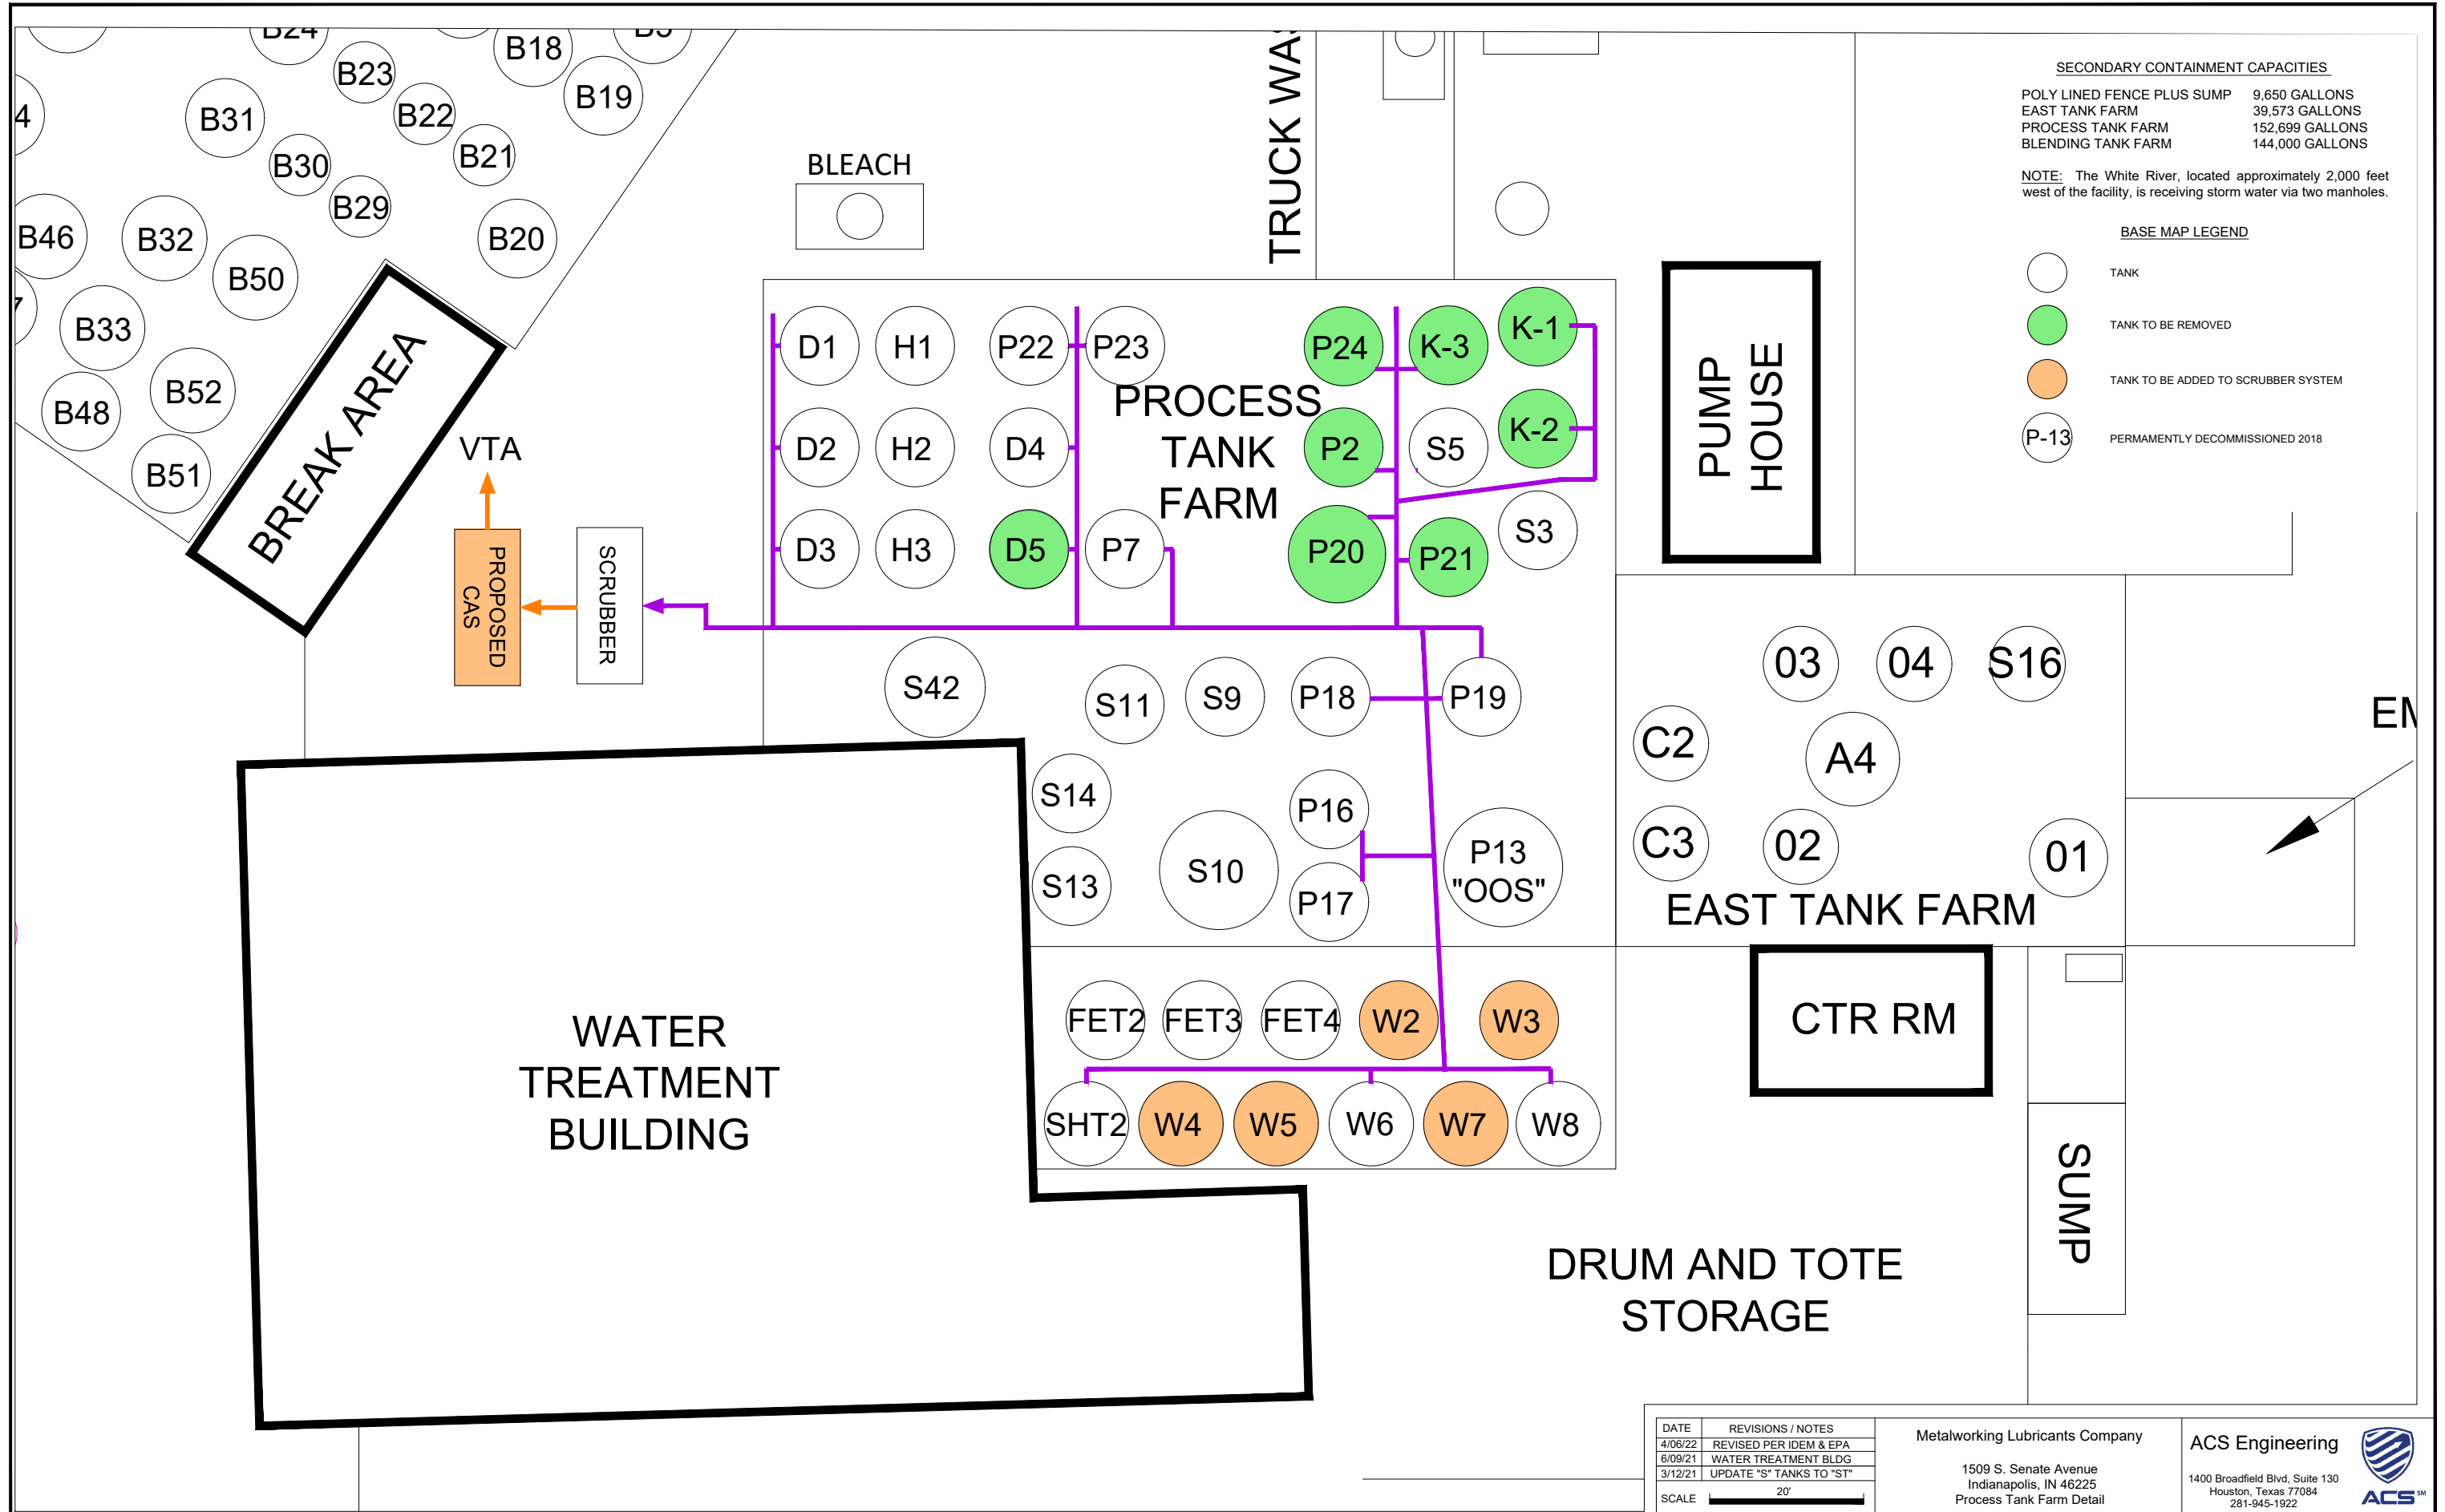 B24
B18
B9
B23
B19
B31
B22
4
B30
B21
B29
B46
B32
B20
B50
B33
B52
B48
B51
BREAK AREA
BLEACH
TRUCK WAS
SECONDARY CONTAINMENT CAPACITIES
POLY LINED FENCE PLUS SUMP 9,650 GALLONS
EAST TANK FARM 39,573 GALLONS
PROCESS TANK FARM 152,699 GALLONS
BLENDING TANK FARM 144,000 GALLONS
NOTE: The White River, located approximately 2,000 feet
west of the facility, is receiving storm water via two manholes.
BASE MAP LEGEND
TANK
TANK TO BE REMOVED
TANK TO BE ADDED TO SCRUBBER SYSTEM
P-13 PERMAMENTLY DECOMMISSIONED 2018
D1 H1 P22 P23 P24 K-3 K-1
PROCESS
TANK
FARM
D2 H2 D4 P2 S5 K-2
D3 H3 D5 P7 P20 P21 S3
PUMP
HOUSE
VTA
PROPOSED
CAS
SCRUBBER
S42 S11 S9 P18 P19
S14 P16
S13 S10 P17
P13
"OOS"
03 04 S16
C2 A4
C3 02 01
EAST TANK FARM
EM
CTR RM
FET2 FET3 FET4 W2 W3
SHT2 W4 W5 W6 W7 W8
WATER
TREATMENT
BUILDING
SUMP
DRUM AND TOTE
STORAGE
DATE REVISIONS / NOTES
4/06/22 REVISED PER IDEM & EPA
6/09/21 WATER TREATMENT BLDG
3/12/21 UPDATE "S" TANKS TO "ST"
SCALE 20'
Metalworking Lubricants Company
1509 S. Senate Avenue
Indianapolis, IN 46225
Process Tank Farm Detail
ACS Engineering
1400 Broadfield Blvd, Suite 130
Houston, Texas 77084
281-945-1922
ACS SM